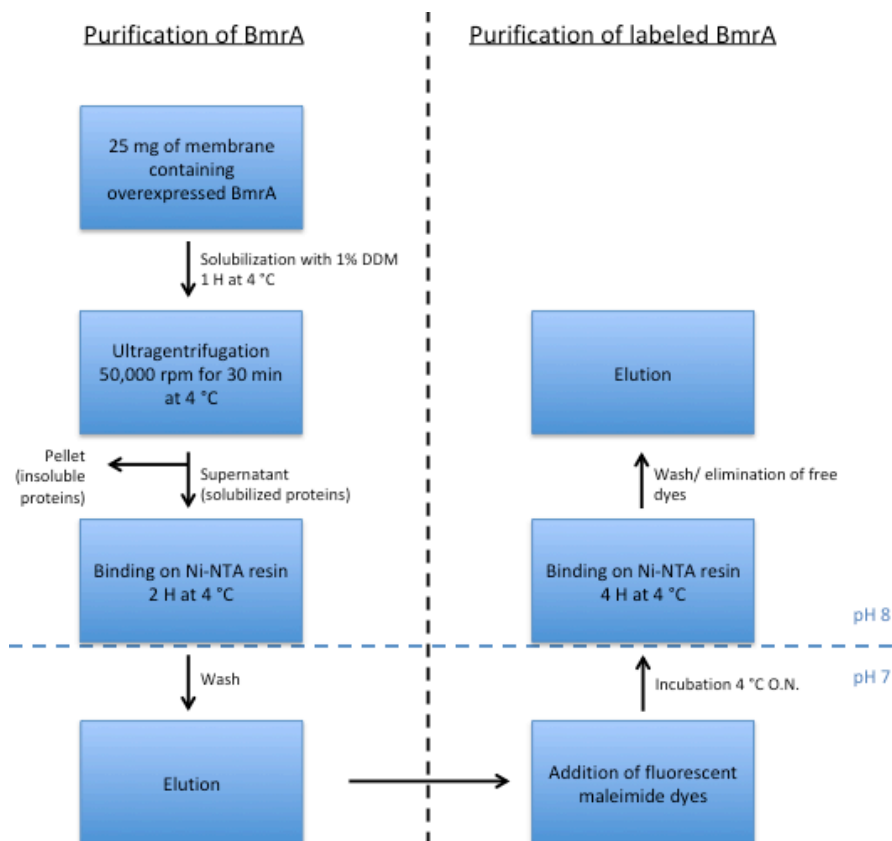 Purification of BmrA
25 mg of membrane
containing
overexpressed BmrA
Solubilization with 1% DDM
1 H at 4 °C
Ultragentrifugation
50,000 rpm for 30 min
at 4 °C
Pellet
(insoluble
proteins)
Supernatant
(solubilized proteins)
Binding on Ni-NTA resin
2 H at 4 °C
Wash
Elution
Purification of labeled BmrA
Elution
Wash/ elimination of free
dyes
Binding on Ni-NTA resin
4 H at 4 °C
pH 8
pH 7
Incubation 4 °C O.N.
Addition of fluorescent
maleimide dyes